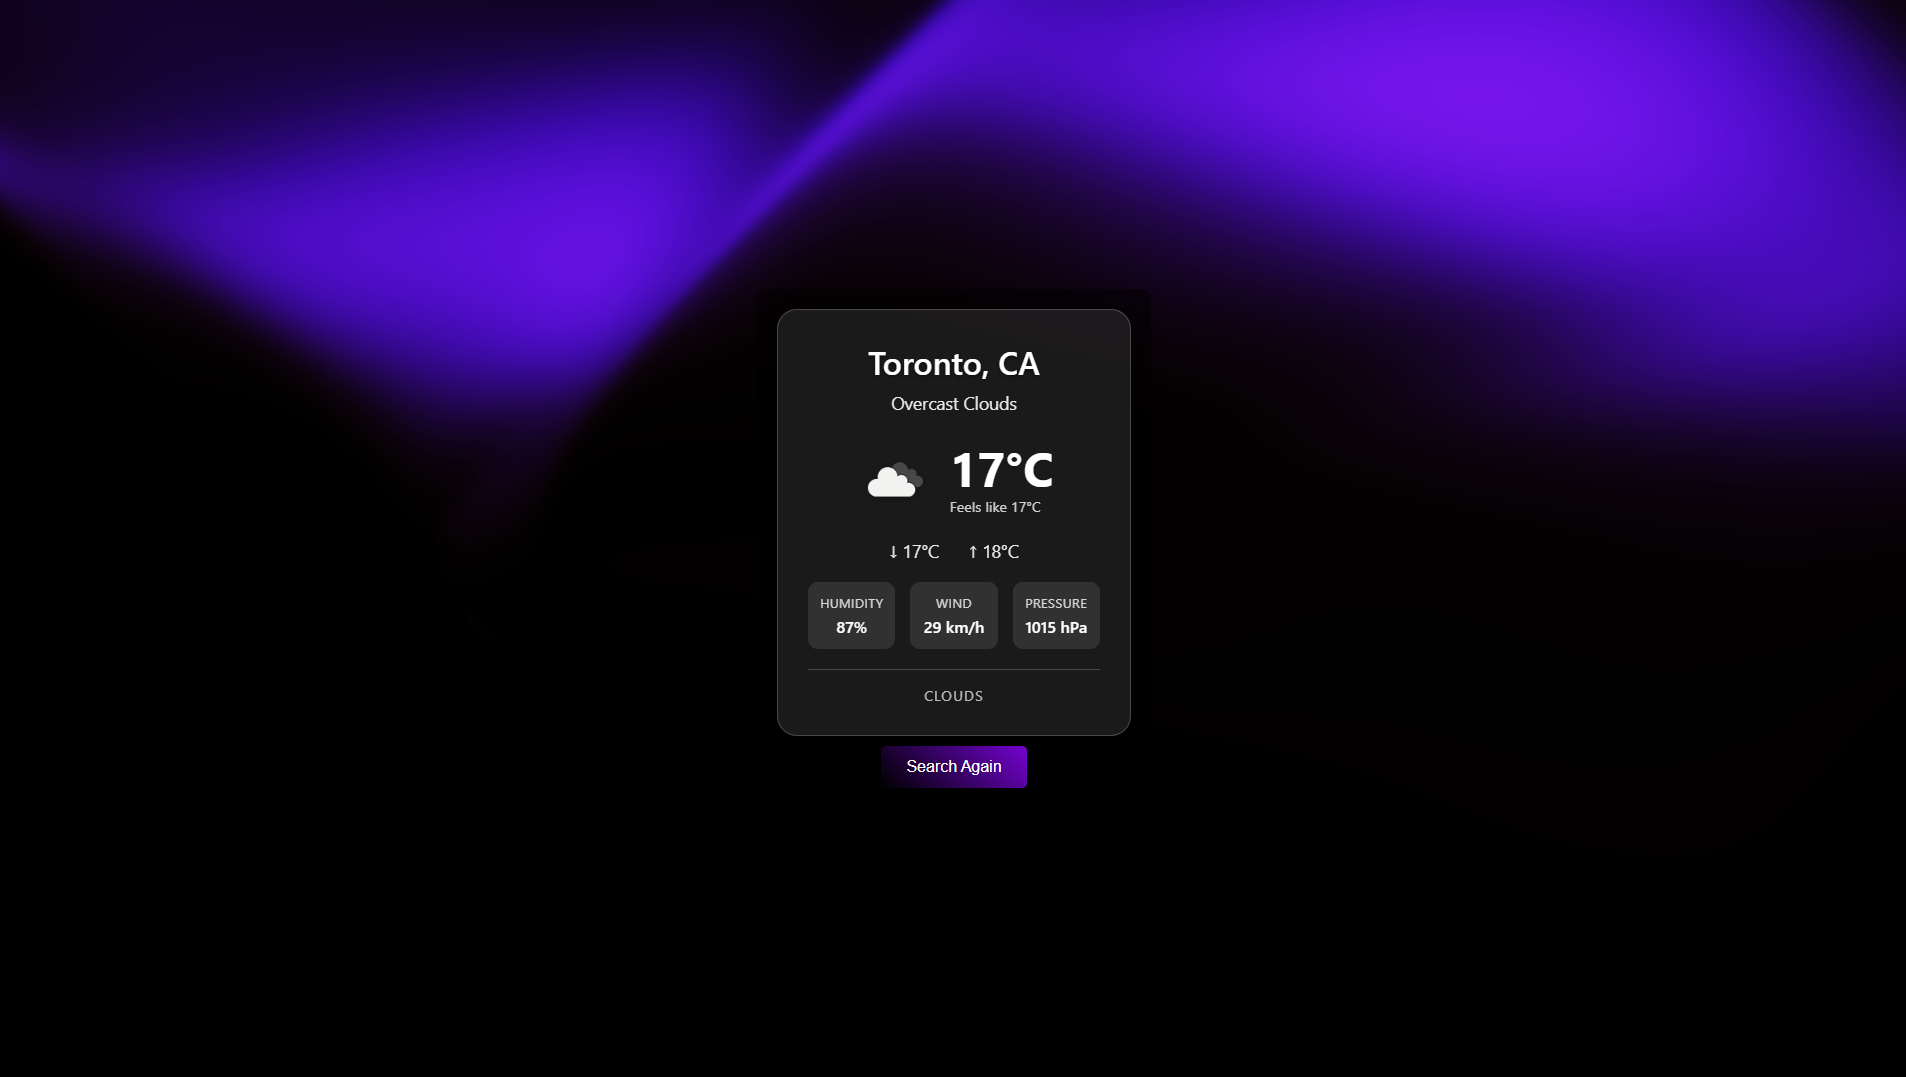 Toronto, CA
Overcast Clouds
17°C
Feels like 17°C
↓ 17°C ↑ 18°C
HUMIDITY WIND PRESSURE
87% 29 km/h 1015 hPa
CLOUDS
Search Again